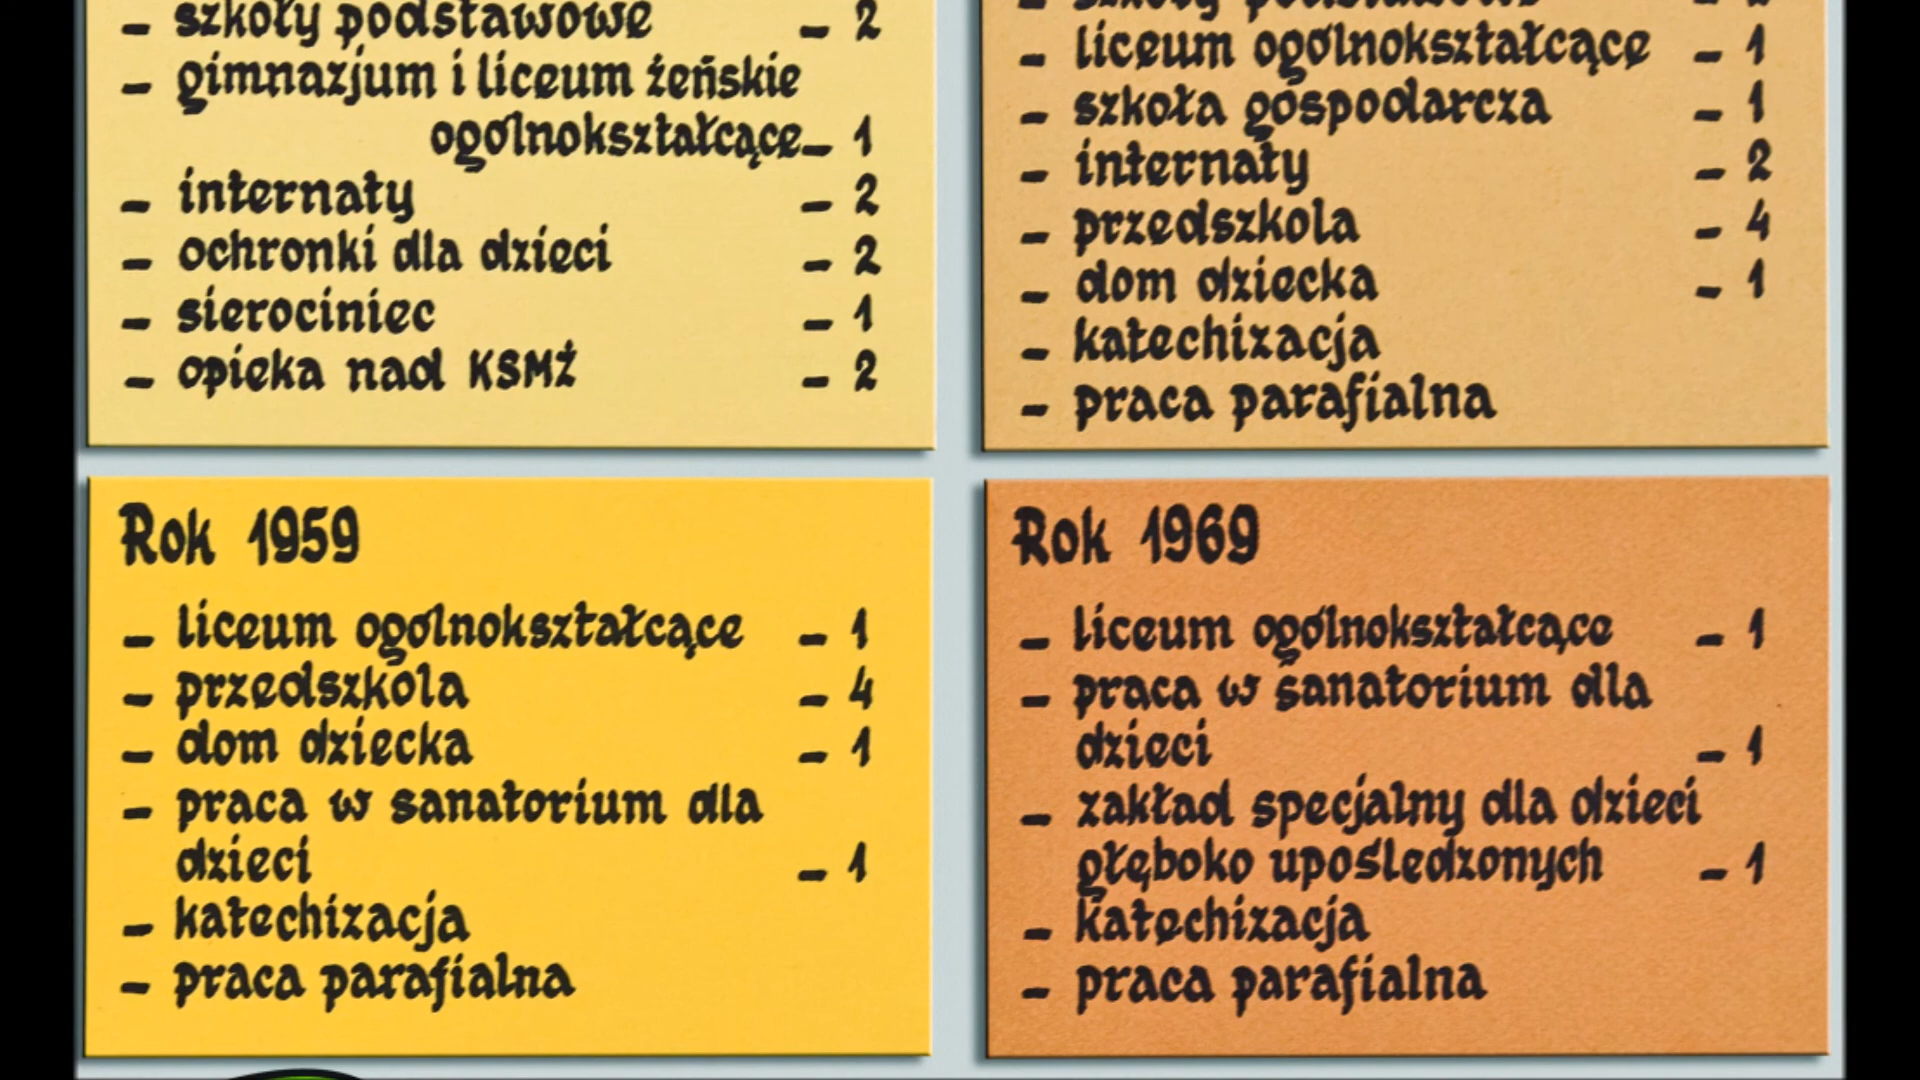 – szkoły podstawowe – 2
– gimnazjum i liceum żeńskie
ogólnokształcące – 1
– internaty – 2
– ochronki dla dzieci – 2
– sierociniec – 1
– opieka nad KSMŻ – 2
– liceum ogólnokształcące – 1
– szkoła gospodarcza – 1
– internaty – 2
– przedszkola – 4
– dom dziecka – 1
– katechizacja
– praca parafialna
Rok 1959
– liceum ogólnokształcące – 1
– przedszkola – 4
– dom dziecka – 1
– praca w sanatorium dla
dzieci – 1
– katechizacja
– praca parafialna
Rok 1969
– liceum ogólnokształcące – 1
– praca w sanatorium dla
dzieci – 1
– zakład specjalny dla dzieci
głęboko upośledzonych – 1
– katechizacja
– praca parafialna